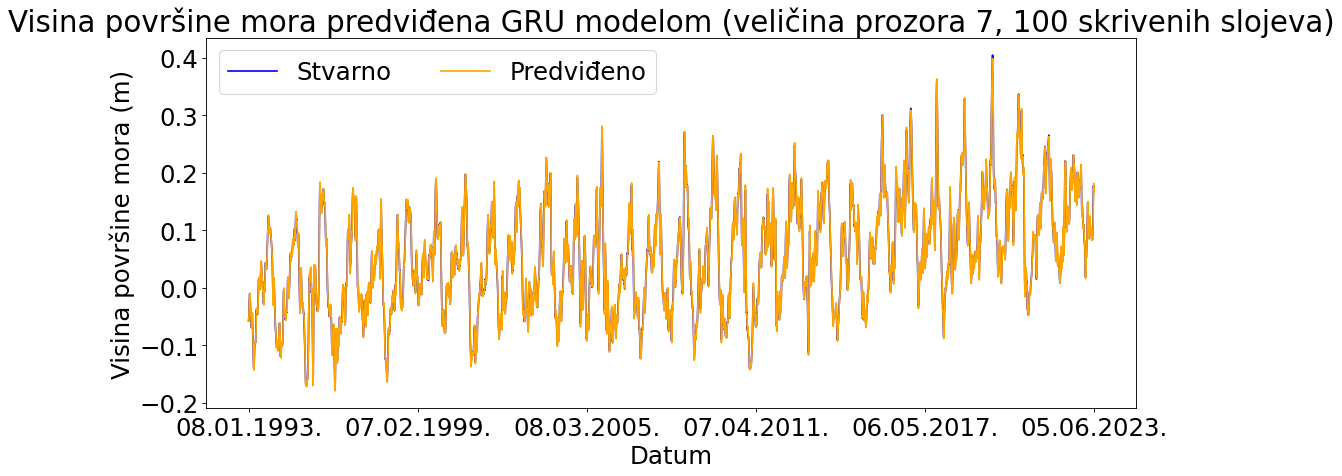 Visina površine mora predviđena GRU modelom (veličina prozora 7, 100 skrivenih slojeva)
Stvarno
Predviđeno
Visina površine mora (m)
0.4
0.3
0.2
0.1
0.0
−0.1
−0.2
08.01.1993.
07.02.1999.
08.03.2005.
07.04.2011.
06.05.2017.
05.06.2023.
Datum